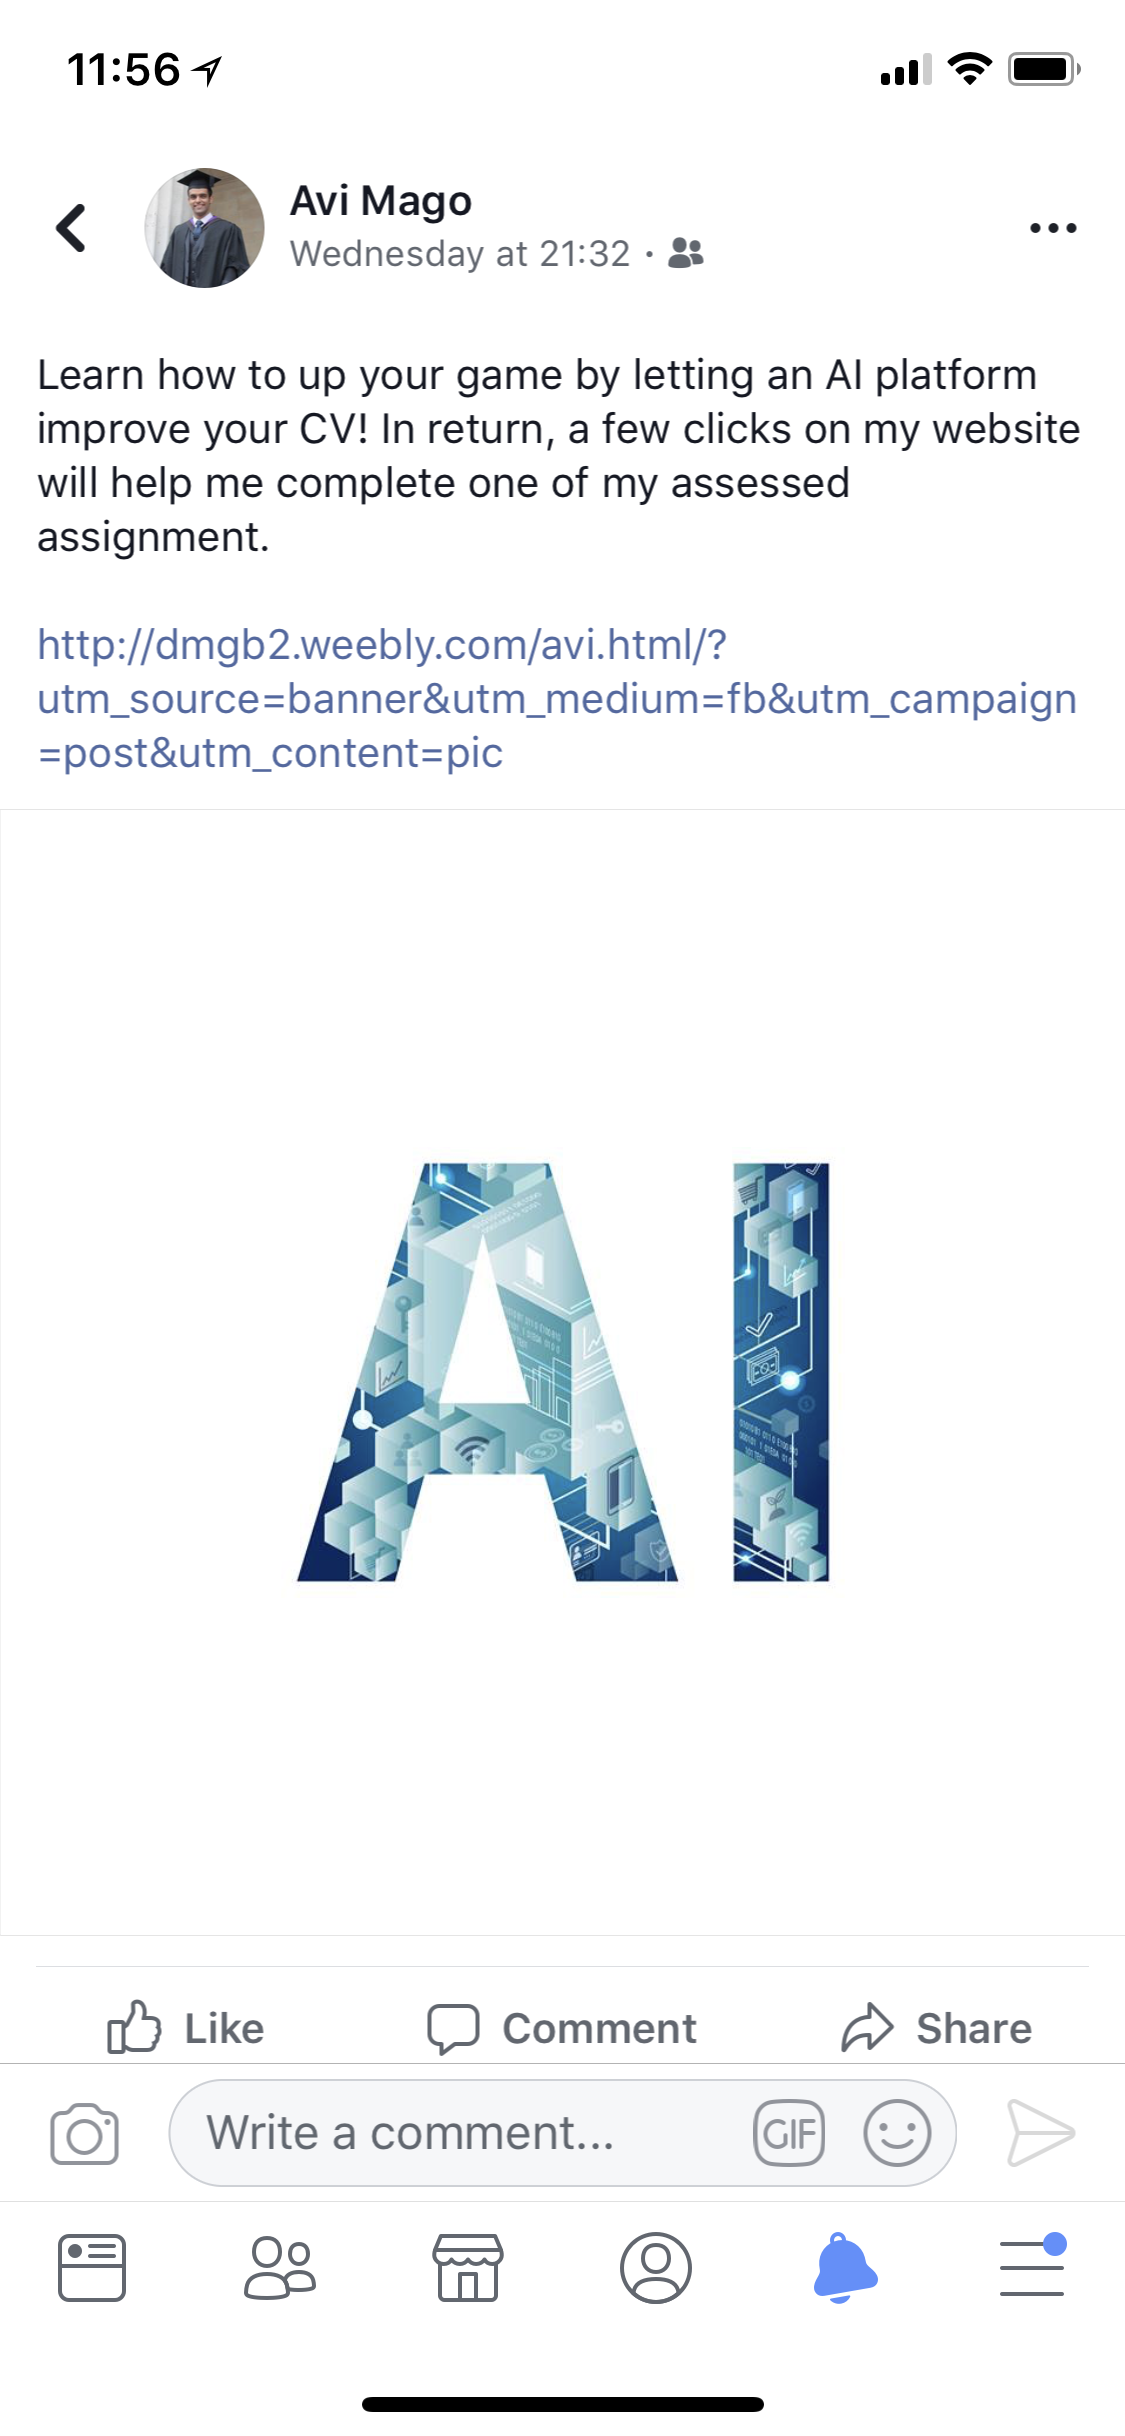 11:56
Avi Mago
Wednesday at 21:32 ·
Learn how to up your game by letting an AI platform
improve your CV! In return, a few clicks on my website
will help me complete one of my assessed
assignment.
http://dmgb2.weebly.com/avi.html/?
utm_source=banner&utm_medium=fb&utm_campaign
=post&utm_content=pic
AI
Like
Comment
Share
Write a comment...
GIF